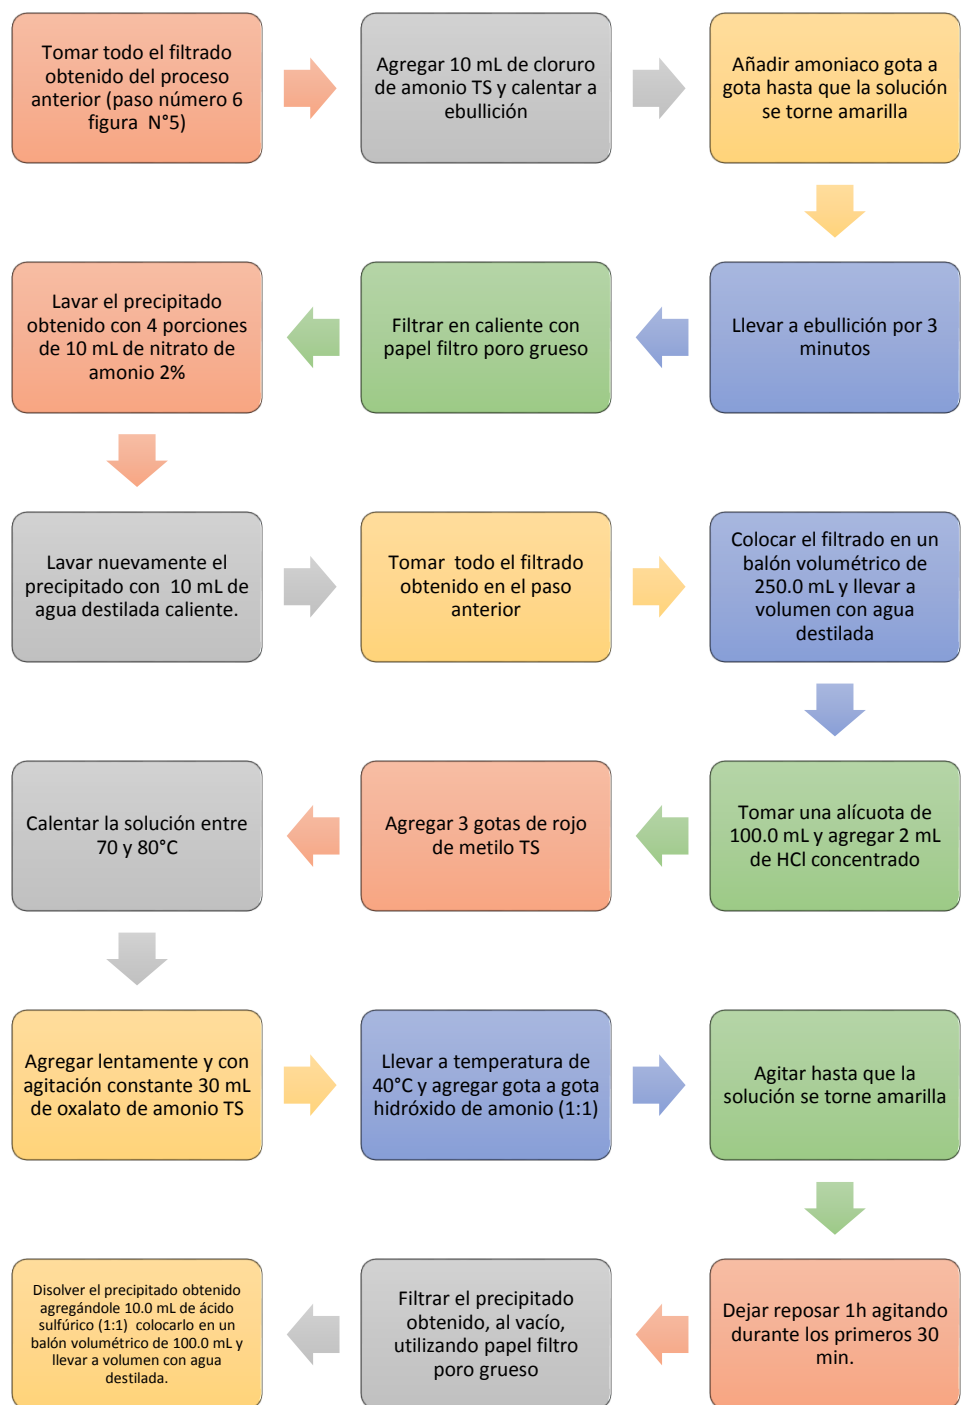 Tomar todo el filtrado
obtenido del proceso
anterior (paso número 6
figura N°5)
Agregar 10 mL de cloruro
de amonio TS y calentar a
ebullición
Añadir amoniaco gota a
gota hasta que la solución
se torne amarilla
Llevar a ebullición por 3
minutos
Filtrar en caliente con
papel filtro poro grueso
Lavar el precipitado
obtenido con 4 porciones
de 10 mL de nitrato de
amonio 2%
Lavar nuevamente el
precipitado con 10 mL de
agua destilada caliente.
Tomar todo el filtrado
obtenido en el paso
anterior
Colocar el filtrado en un
balón volumétrico de
250.0 mL y llevar a
volumen con agua
destilada
Tomar una alícuota de
100.0 mL y agregar 2 mL
de HCl concentrado
Agregar 3 gotas de rojo
de metilo TS
Calentar la solución entre
70 y 80°C
Agregar lentamente y con
agitación constante 30 mL
de oxalato de amonio TS
Llevar a temperatura de
40°C y agregar gota a gota
hidróxido de amonio (1:1)
Agitar hasta que la
solución se torne amarilla
Dejar reposar 1h agitando
durante los primeros 30
min.
Filtrar el precipitado
obtenido, al vacío,
utilizando papel filtro
poro grueso
Disolver el precipitado obtenido
agregándole 10.0 mL de ácido
sulfúrico (1:1) colocarlo en un
balón volumétrico de 100.0 mL y
llevar a volumen con agua
destilada.